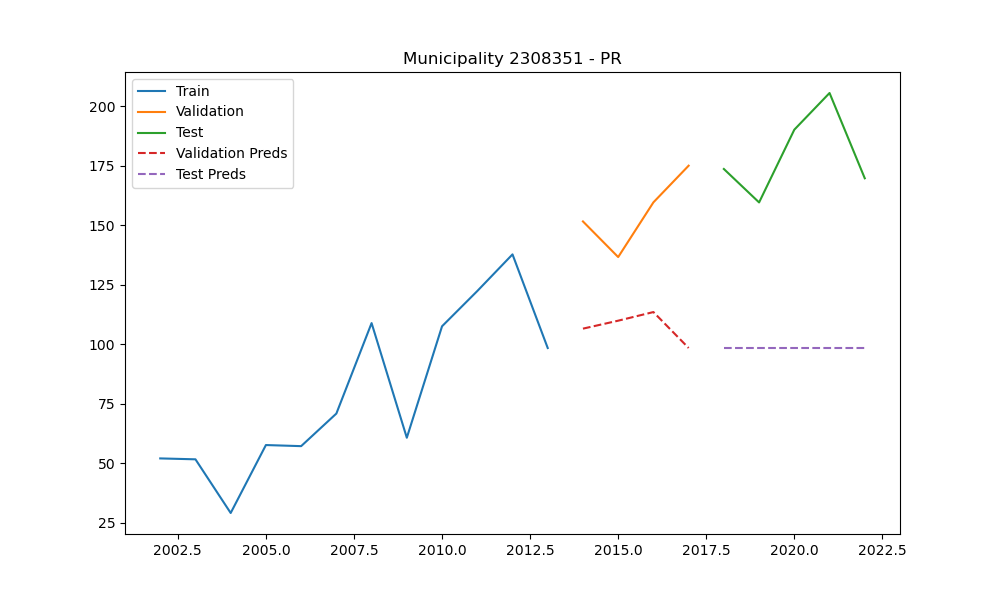 Municipality 2308351 - PR
Train
Validation
Test
Validation Preds
Test Preds
200
175
150
125
100
75
50
25
2002.5 2005.0 2007.5 2010.0 2012.5 2015.0 2017.5 2020.0 2022.5